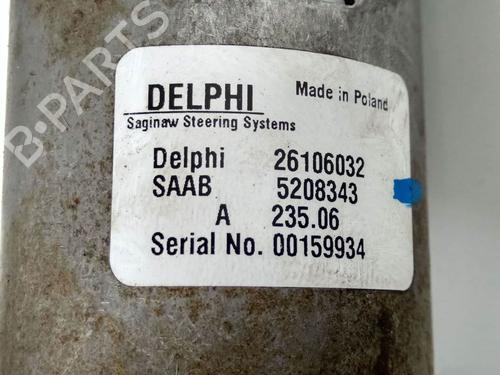 B-PARTS
DELPHI
Made in Poland
Saginaw Steering Systems
Delphi 26106032
SAAB 5208343
A 235.06
Serial No. 00159934